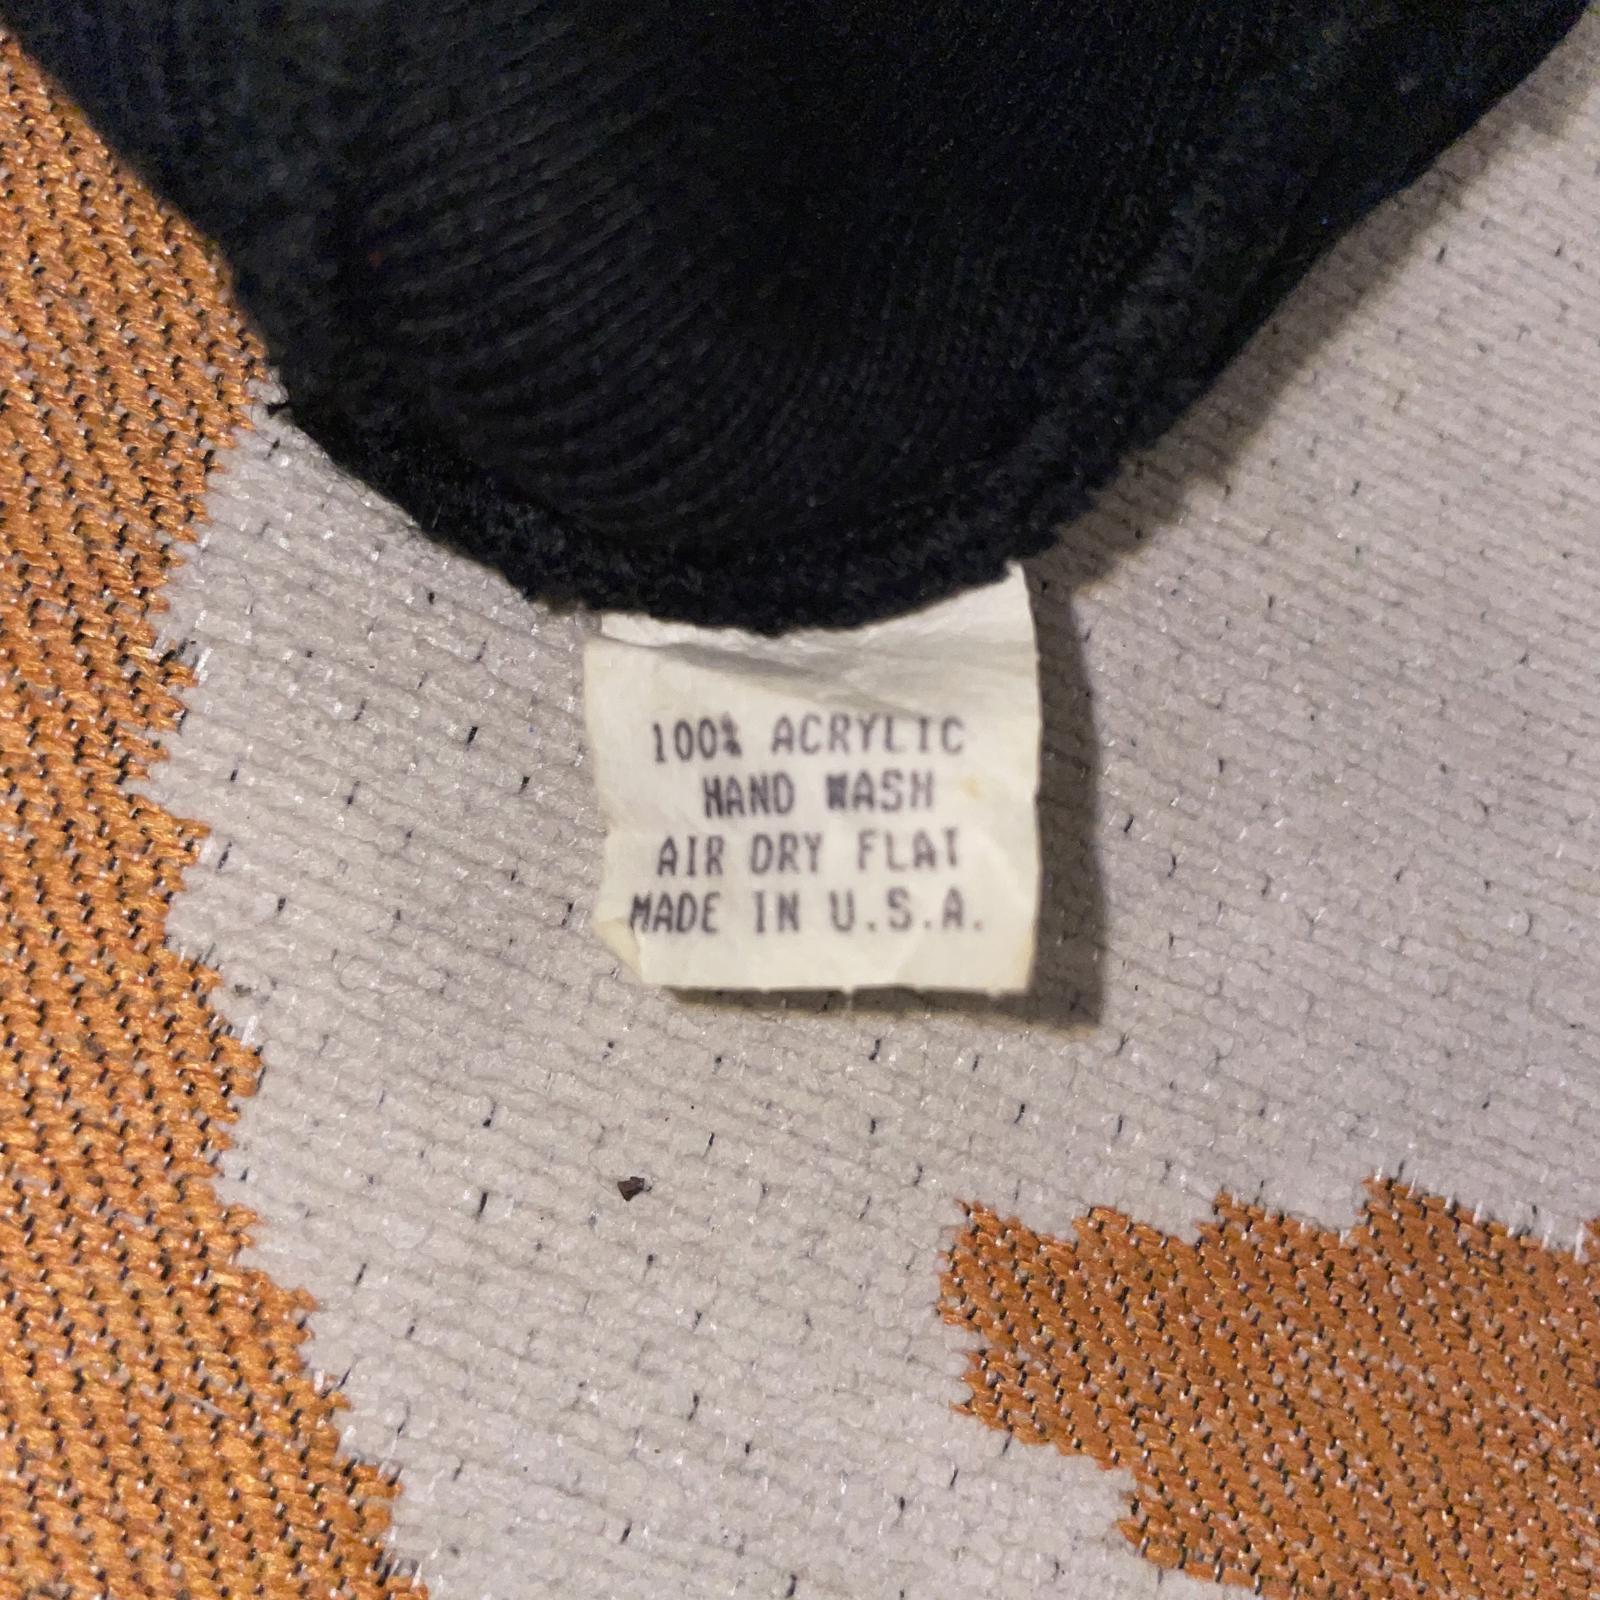 100% ACRYLIC
HAND WASH
AIR DRY FLAT
MADE IN U.S.A.